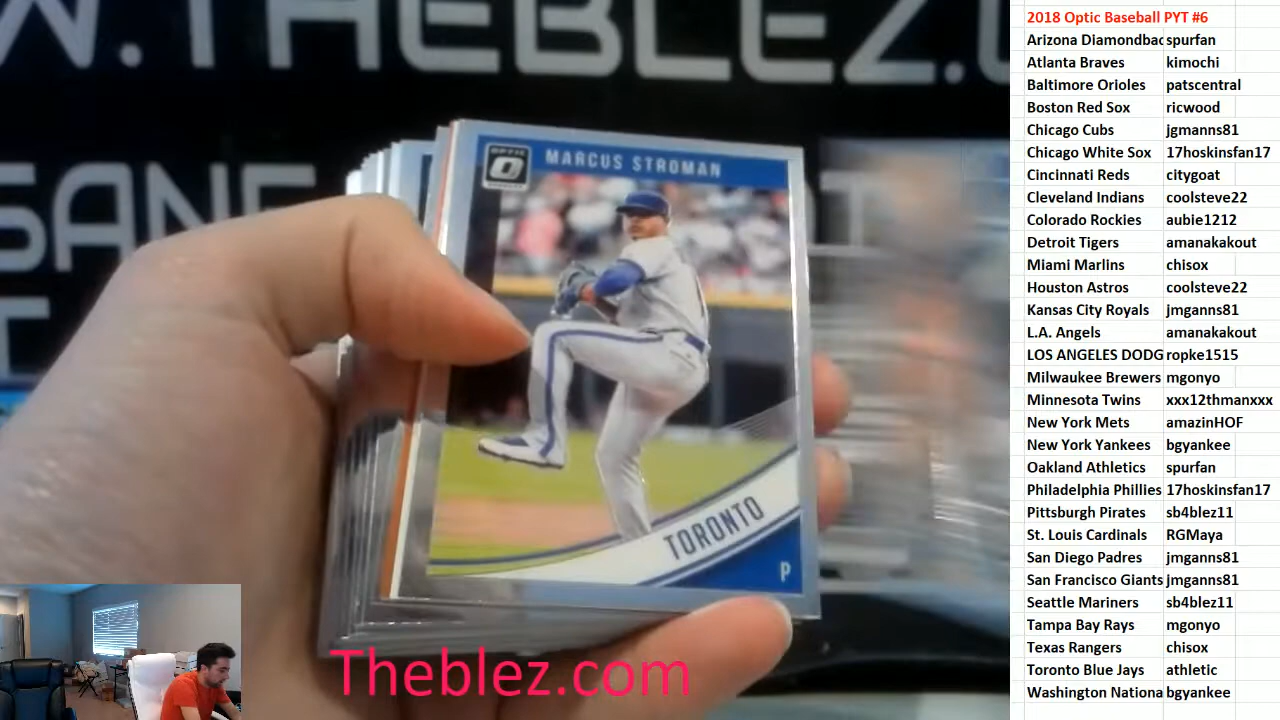 W.THEBLEZ.C
SANE
T
OPTIC
MARCUS STROMAN
TORONTO
P
Theblez.com
2018 Optic Baseball PYT #6
Arizona Diamondbac spurfan
Atlanta Braves kimochi
Baltimore Orioles patscentral
Boston Red Sox ricwood
Chicago Cubs jgmanns81
Chicago White Sox 17hoskinsfan17
Cincinnati Reds citygoat
Cleveland Indians coolsteve22
Colorado Rockies aubie1212
Detroit Tigers amanakakout
Miami Marlins chisox
Houston Astros coolsteve22
Kansas City Royals jmganns81
L.A. Angels amanakakout
LOS ANGELES DODG ropke1515
Milwaukee Brewers mgonyo
Minnesota Twins xxx12thmanxxx
New York Mets amazinHOF
New York Yankees bgyankee
Oakland Athletics spurfan
Philadelphia Phillies 17hoskinsfan17
Pittsburgh Pirates sb4blez11
St. Louis Cardinals RGMaya
San Diego Padres jmganns81
San Francisco Giants jmganns81
Seattle Mariners sb4blez11
Tampa Bay Rays mgonyo
Texas Rangers chisox
Toronto Blue Jays athletic
Washington Nationa bgyankee